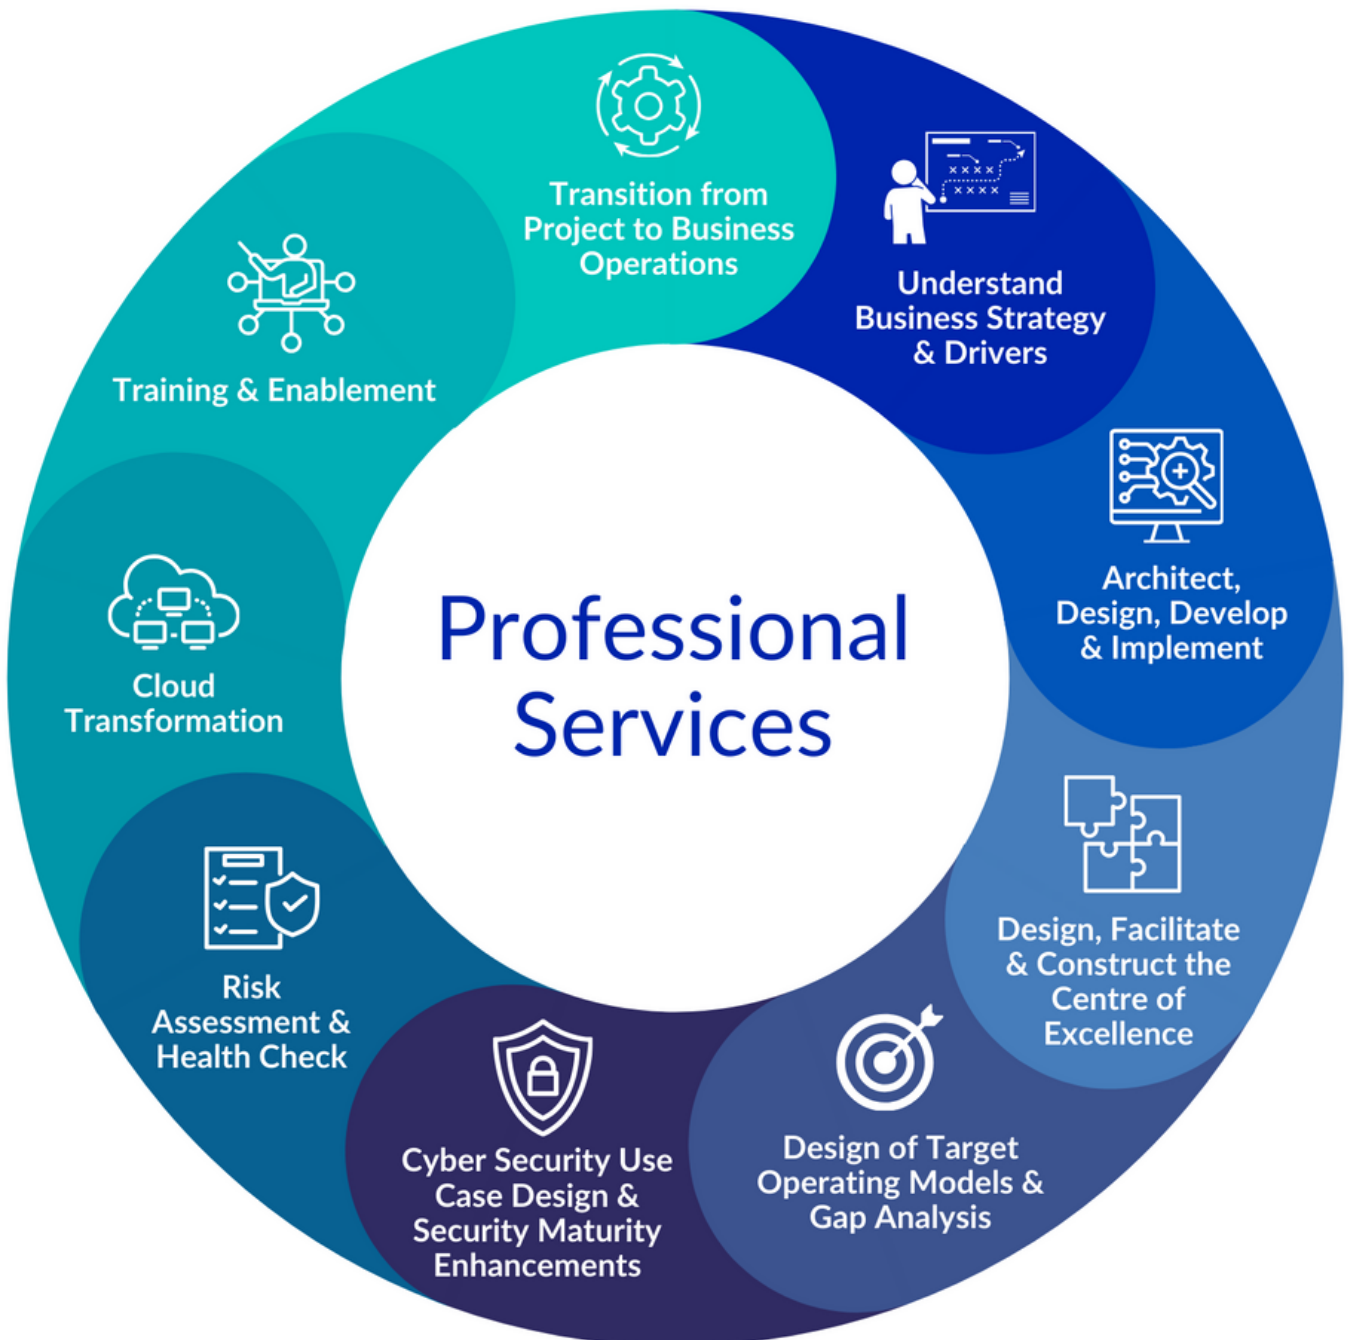 Transition from
Project to Business
Operations
Understand
Business Strategy
& Drivers
Architect,
Design, Develop
& Implement
Design, Facilitate
& Construct the
Centre of
Excellence
Design of Target
Operating Models &
Gap Analysis
Cyber Security Use
Case Design &
Security Maturity
Enhancements
Risk
Assessment &
Health Check
Cloud
Transformation
Training & Enablement
Professional
Services